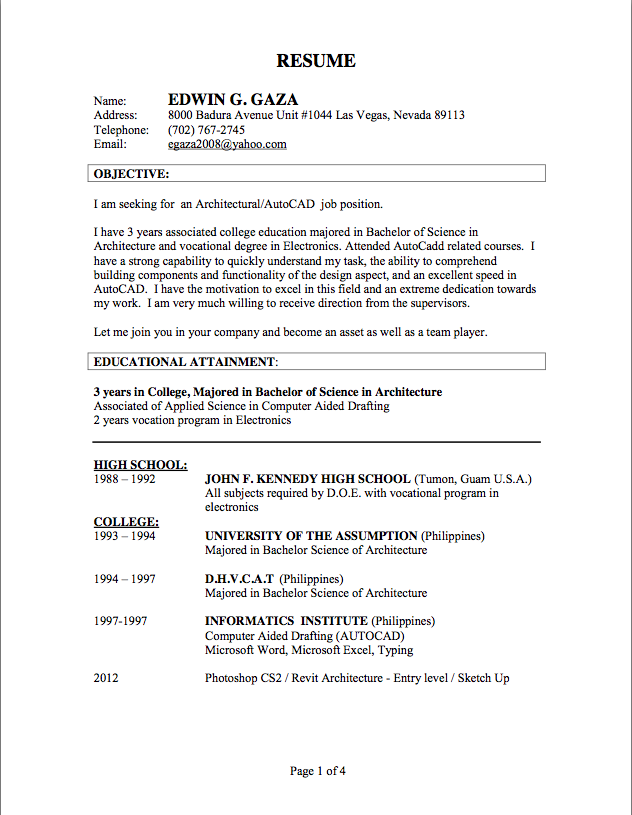 RESUME
Name: EDWIN G. GAZA
Address: 8000 Badura Avenue Unit #1044 Las Vegas, Nevada 89113
Telephone: (702) 767-2745
Email: egaza2008@yahoo.com
OBJECTIVE:
I am seeking for an Architectural/AutoCAD job position.
I have 3 years associated college education majored in Bachelor of Science in
Architecture and vocational degree in Electronics. Attended AutoCadd related courses. I
have a strong capability to quickly understand my task, the ability to comprehend
building components and functionality of the design aspect, and an excellent speed in
AutoCAD. I have the motivation to excel in this field and an extreme dedication towards
my work. I am very much willing to receive direction from the supervisors.
Let me join you in your company and become an asset as well as a team player.
EDUCATIONAL ATTAINMENT:
3 years in College, Majored in Bachelor of Science in Architecture
Associated of Applied Science in Computer Aided Drafting
2 years vocation program in Electronics
HIGH SCHOOL:
1988 – 1992 JOHN F. KENNEDY HIGH SCHOOL (Tumon, Guam U.S.A.)
All subjects required by D.O.E. with vocational program in
electronics
COLLEGE:
1993 – 1994 UNIVERSITY OF THE ASSUMPTION (Philippines)
Majored in Bachelor Science of Architecture
1994 – 1997 D.H.V.C.A.T (Philippines)
Majored in Bachelor Science of Architecture
1997-1997 INFORMATICS INSTITUTE (Philippines)
Computer Aided Drafting (AUTOCAD)
Microsoft Word, Microsoft Excel, Typing
2012 Photoshop CS2 / Revit Architecture - Entry level / Sketch Up
Page 1 of 4